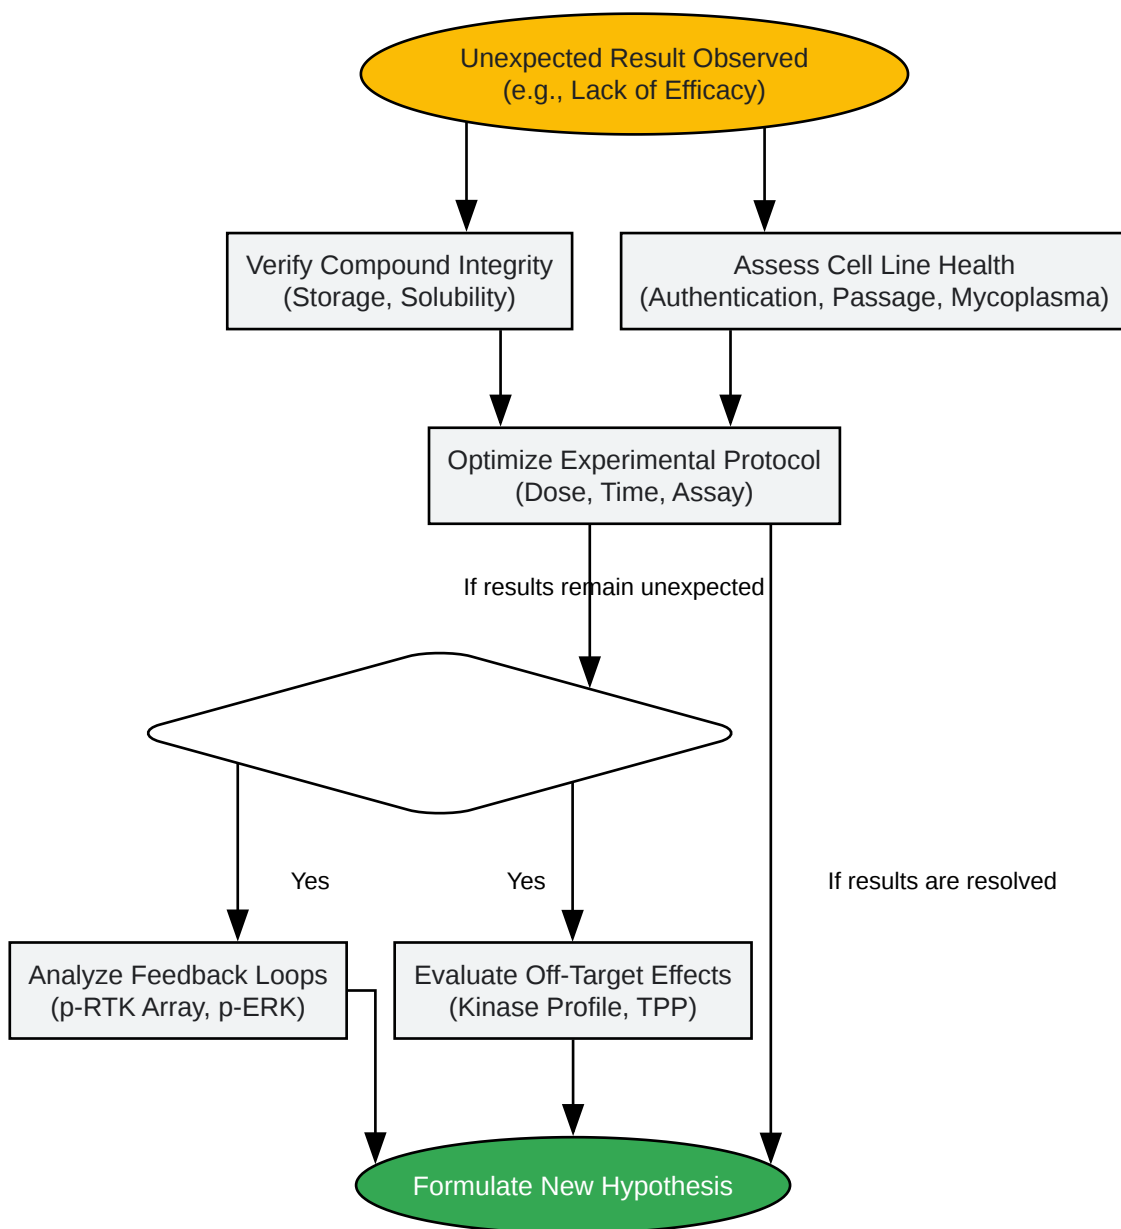 Unexpected Result Observed
(e.g., Lack of Efficacy)
Verify Compound Integrity
(Storage, Solubility)
Assess Cell Line Health
(Authentication, Passage, Mycoplasma)
Optimize Experimental Protocol
(Dose, Time, Assay)
If results remain unexpected
Yes
Yes
If results are resolved
Analyze Feedback Loops
(p-RTK Array, p-ERK)
Evaluate Off-Target Effects
(Kinase Profile, TPP)
Formulate New Hypothesis